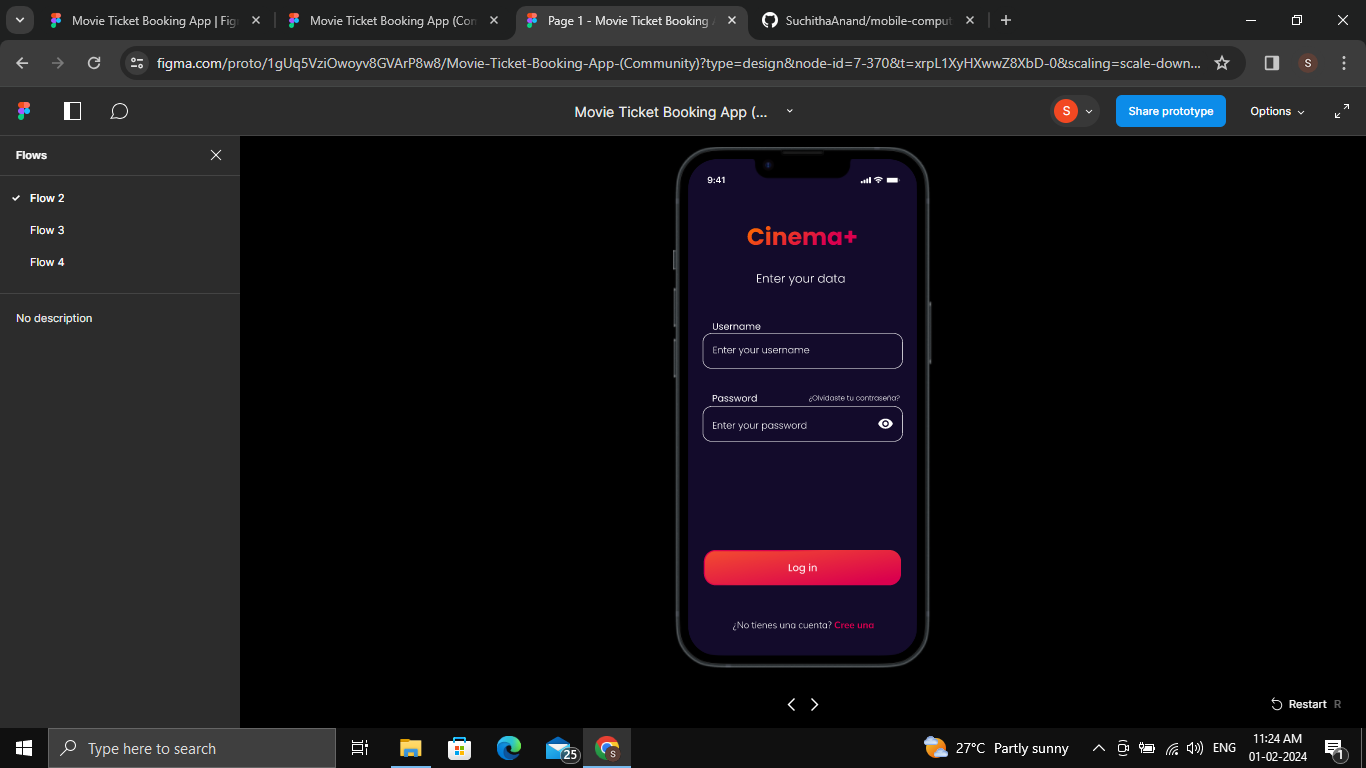 Movie Ticket Booking App | Fig
Movie Ticket Booking App (Con
Page 1 - Movie Ticket Booking
SuchithaAnand/mobile-comput
figma.com/proto/1gUq5VziOwoyv8GVArP8w8/Movie-Ticket-Booking-App-(Community)?type=design&node-id=7-370&t=xrpL1XyHXwwZ8XbD-0&scaling=scale-down...
S
Movie Ticket Booking App (...
S
Share prototype
Options
Flows
Flow 2
Flow 3
Flow 4
No description
9:41
Cinema+
Enter your data
Username
Enter your username
Password
¿Olvidaste tu contraseña?
Enter your password
Log in
¿No tienes una cuenta? Cree una
Restart R
Type here to search
25
S
27°C Partly sunny
ENG
11:24 AM
01-02-2024
1